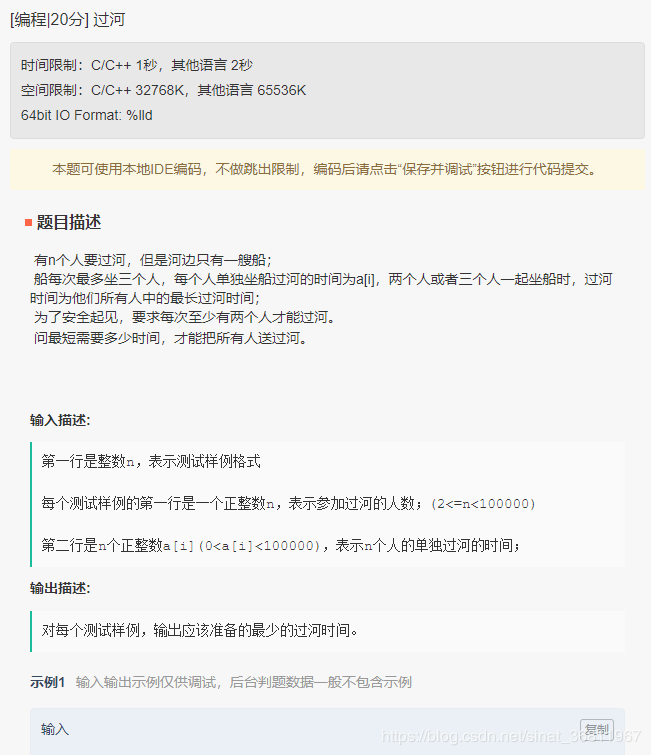 [编程|20分] 过河
时间限制：C/C++ 1秒，其他语言 2秒
空间限制：C/C++ 32768K，其他语言 65536K
64bit IO Format: %lld
本题可使用本地IDE编码，不做跳出限制，编码后请点击“保存并调试”按钮进行代码提交。
题目描述
有n个人要过河，但是河边只有一艘船；
船每次最多坐三个人，每个人单独坐船过河的时间为a[i]，两个人或者三个人一起坐船时，过河
时间为他们所有人中的最长过河时间；
为了安全起见，要求每次至少有两个人才能过河。
问最短需要多少时间，才能把所有人送过河。
输入描述:
第一行是整数n，表示测试样例格式
每个测试样例的第一行是一个正整数n，表示参加过河的人数；(2<=n<100000)
第二行是n个正整数a[i](0<a[i]<100000)，表示n个人的单独过河的时间；
输出描述:
对每个测试样例，输出应该准备的最少的过河时间。
示例1 输入输出示例仅供调试，后台判题数据一般不包含示例
输入
复制